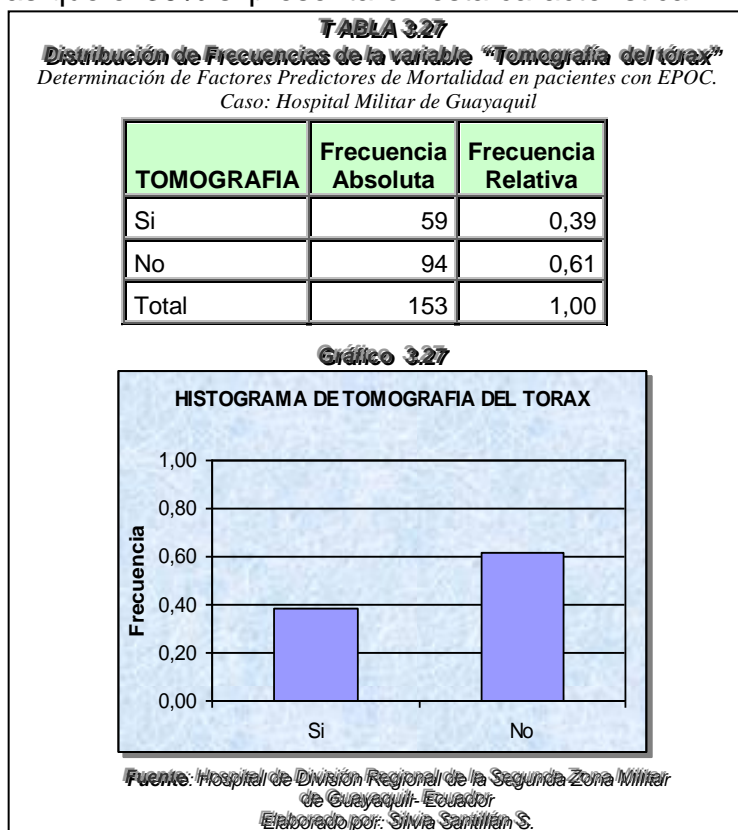 T ABLA 3.27
Distribución de Frecuencias de la variable “Tomografía del tórax”
Determinación de Factores Predictores de Mortalidad en pacientes con EPOC.
Caso: Hospital Militar de Guayaquil
TOMOGRAFIA Frecuencia Absoluta Frecuencia Relativa
Si 59 0,39
No 94 0,61
Total 153 1,00
Gráfico 3.27
HISTOGRAMA DE TOMOGRAFIA DEL TORAX
Frecuencia
1,00
0,80
0,60
0,40
0,20
0,00
Si No
Fuente: Hospital de División Regional de la Segunda Zona Militar
de Guayaquil- Ecuador
Elaborado por: Silvia Santillán S.